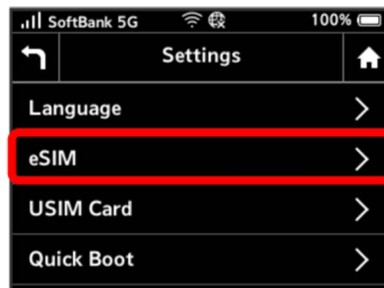 SoftBank 5G 100%
Settings
Language
eSIM
USIM Card
Quick Boot